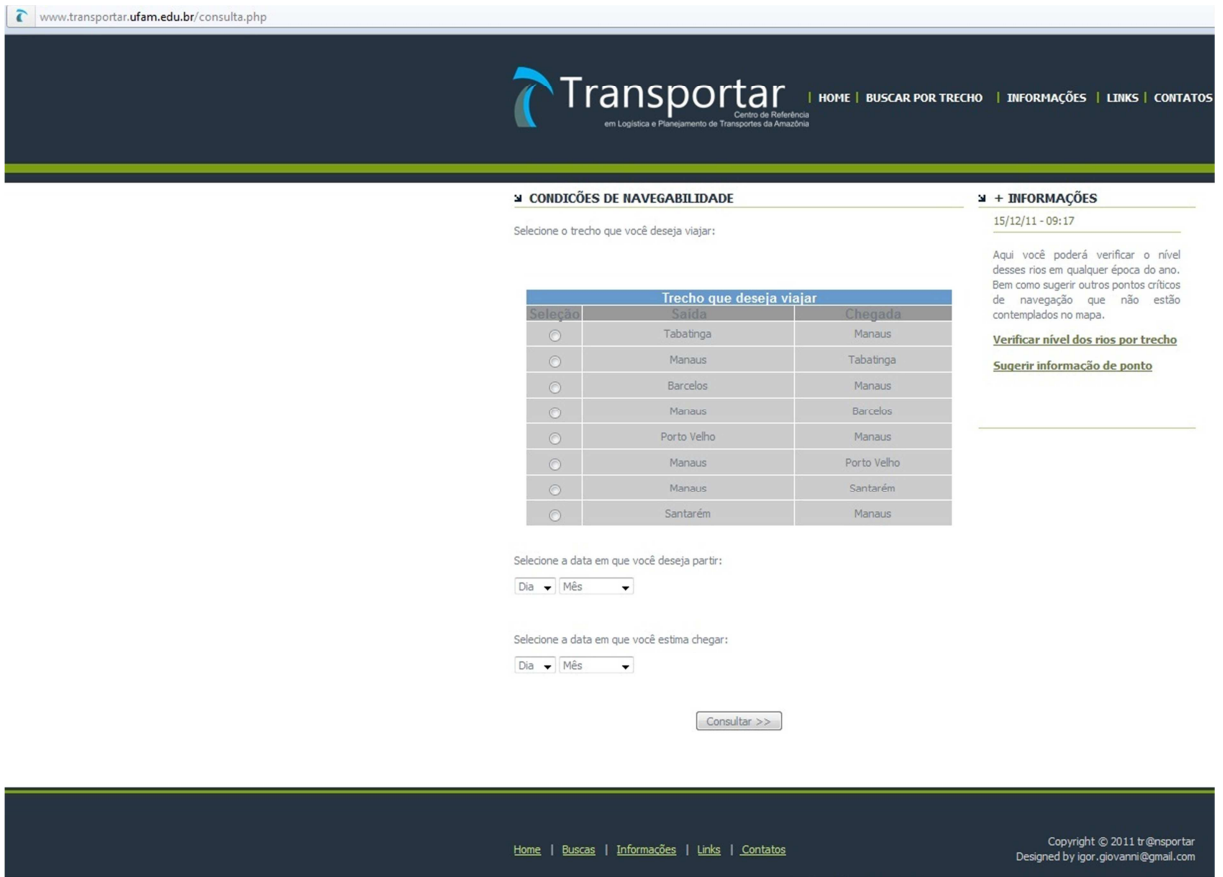 www.transportar.ufam.edu.br/consulta.php
Transportar
Centro de Referência
em Logística e Planejamento de Transportes da Amazônia
| HOME | BUSCAR POR TRECHO | INFORMAÇÕES | LINKS | CONTATOS
CONDICÕES DE NAVEGABILIDADE
Selecione o trecho que você deseja viajar:
Trecho que deseja viajar
Seleção Saída Chegada
Tabatinga Manaus
Manaus Tabatinga
Barcelos Manaus
Manaus Barcelos
Porto Velho Manaus
Manaus Porto Velho
Manaus Santarém
Santarém Manaus
Selecione a data em que você deseja partir:
Dia Mês
Selecione a data em que você estima chegar:
Dia Mês
Consultar >>
+ INFORMAÇÕES
15/12/11 - 09:17
Aqui você poderá verificar o nível
desses rios em qualquer época do ano.
Bem como sugerir outros pontos críticos
de navegação que não estão
contemplados no mapa.
Verificar nível dos rios por trecho
Sugerir informação de ponto
Home | Buscas | Informações | Links | Contatos
Copyright © 2011 tr@nsportar
Designed by igor.giovanni@gmail.com